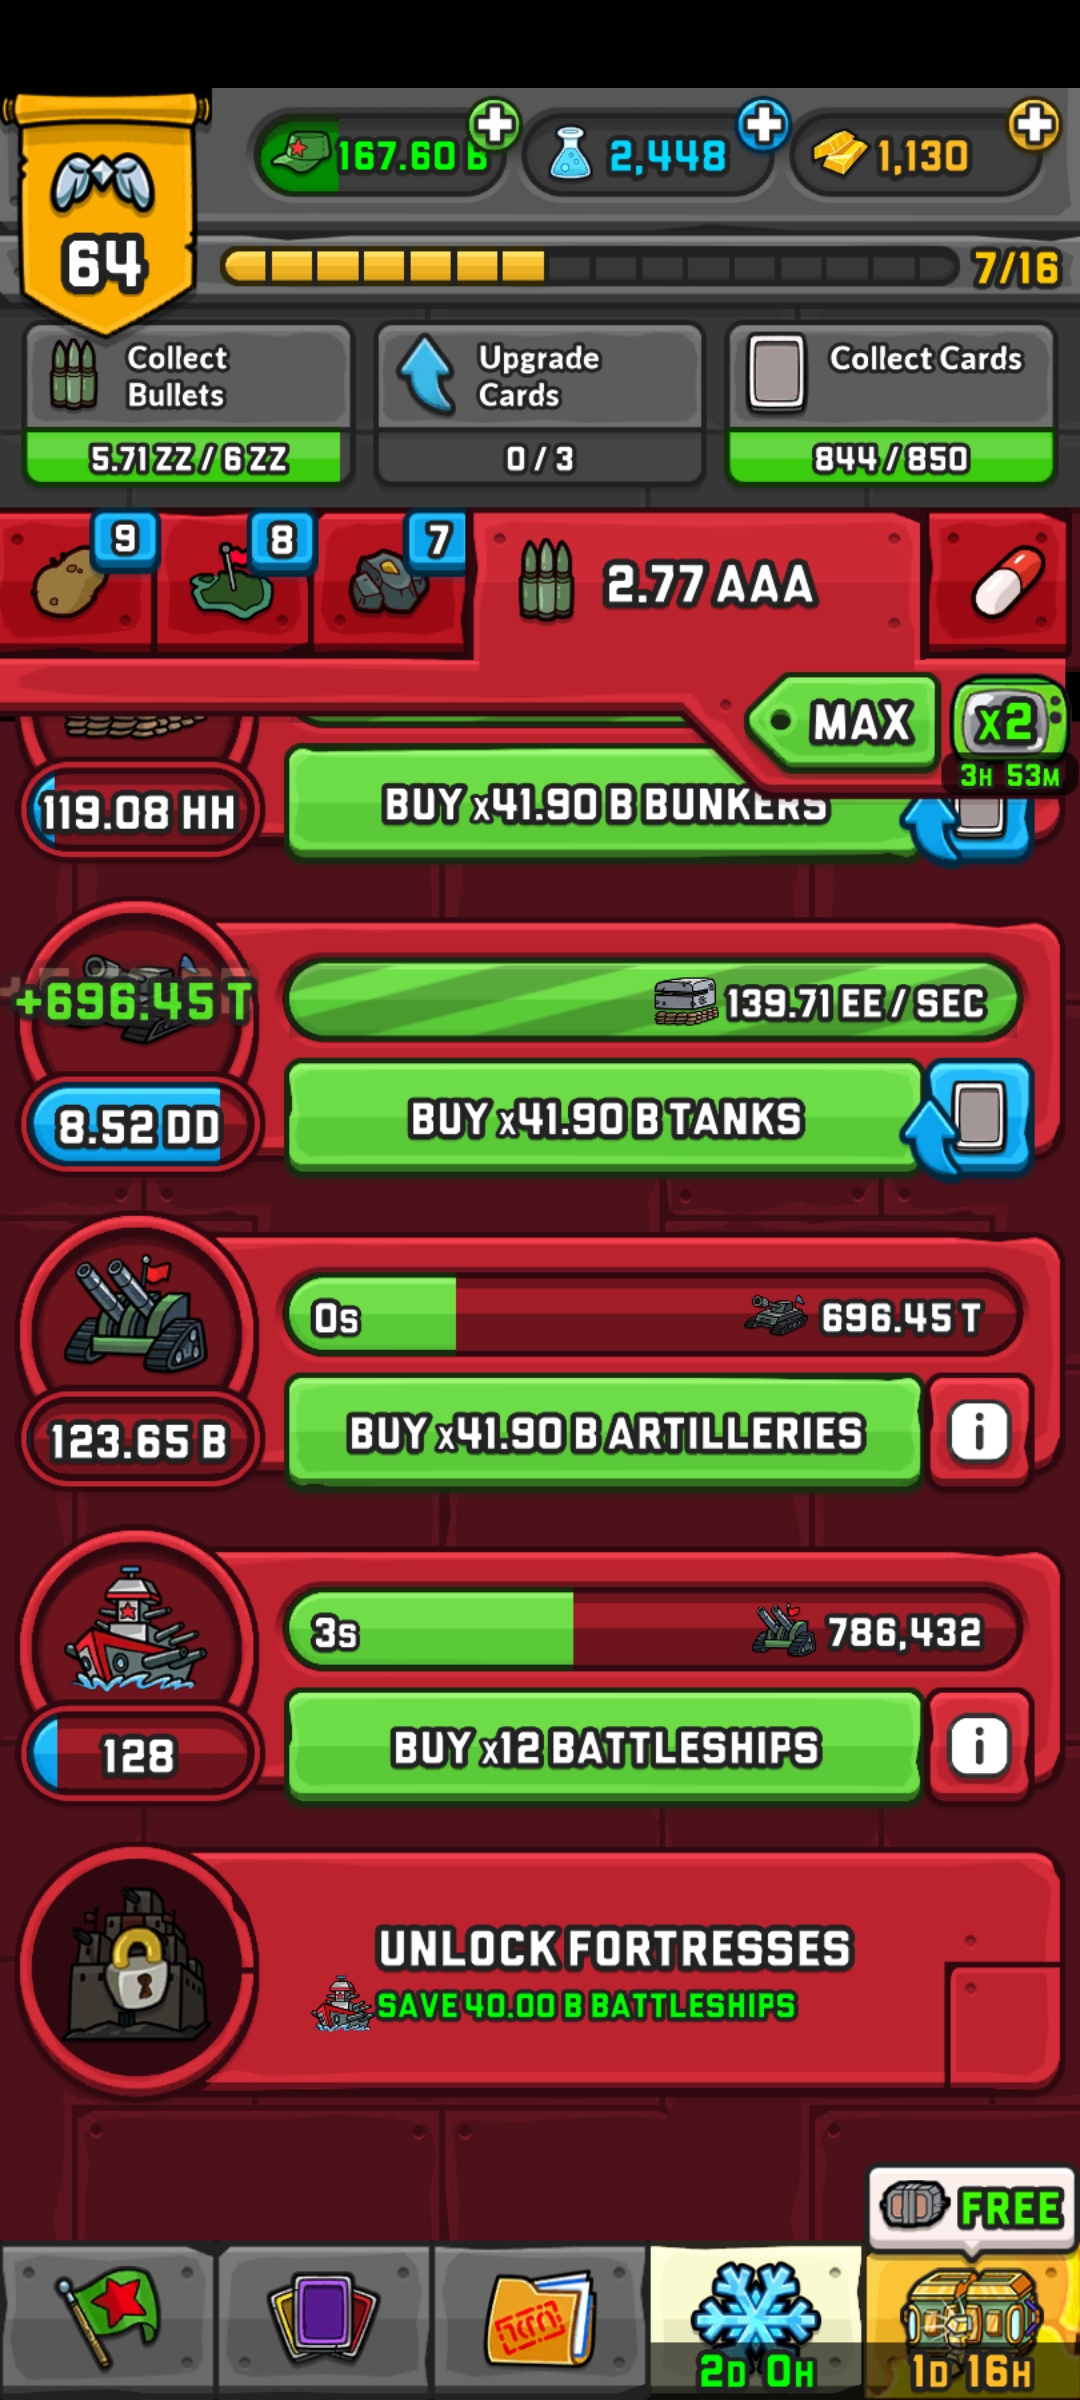 167.60 B
2,448
1,130
64
7/16
Collect
Bullets
Upgrade
Cards
Collect Cards
5.71 ZZ / 6 ZZ
0 / 3
844 / 850
9
8
7
2.77 AAA
MAX
x2
3H 53M
119.08 HH
BUY x41.90 B BUNKERS
+696.45 T
139.71 EE / SEC
8.52 DD
BUY x41.90 B TANKS
0s
696.45 T
123.65 B
BUY x41.90 B ARTILLERIES
i
3s
786,432
128
BUY x12 BATTLESHIPS
i
UNLOCK FORTRESSES
SAVE 40.00 B BATTLESHIPS
FREE
2D 0H
1D 16H